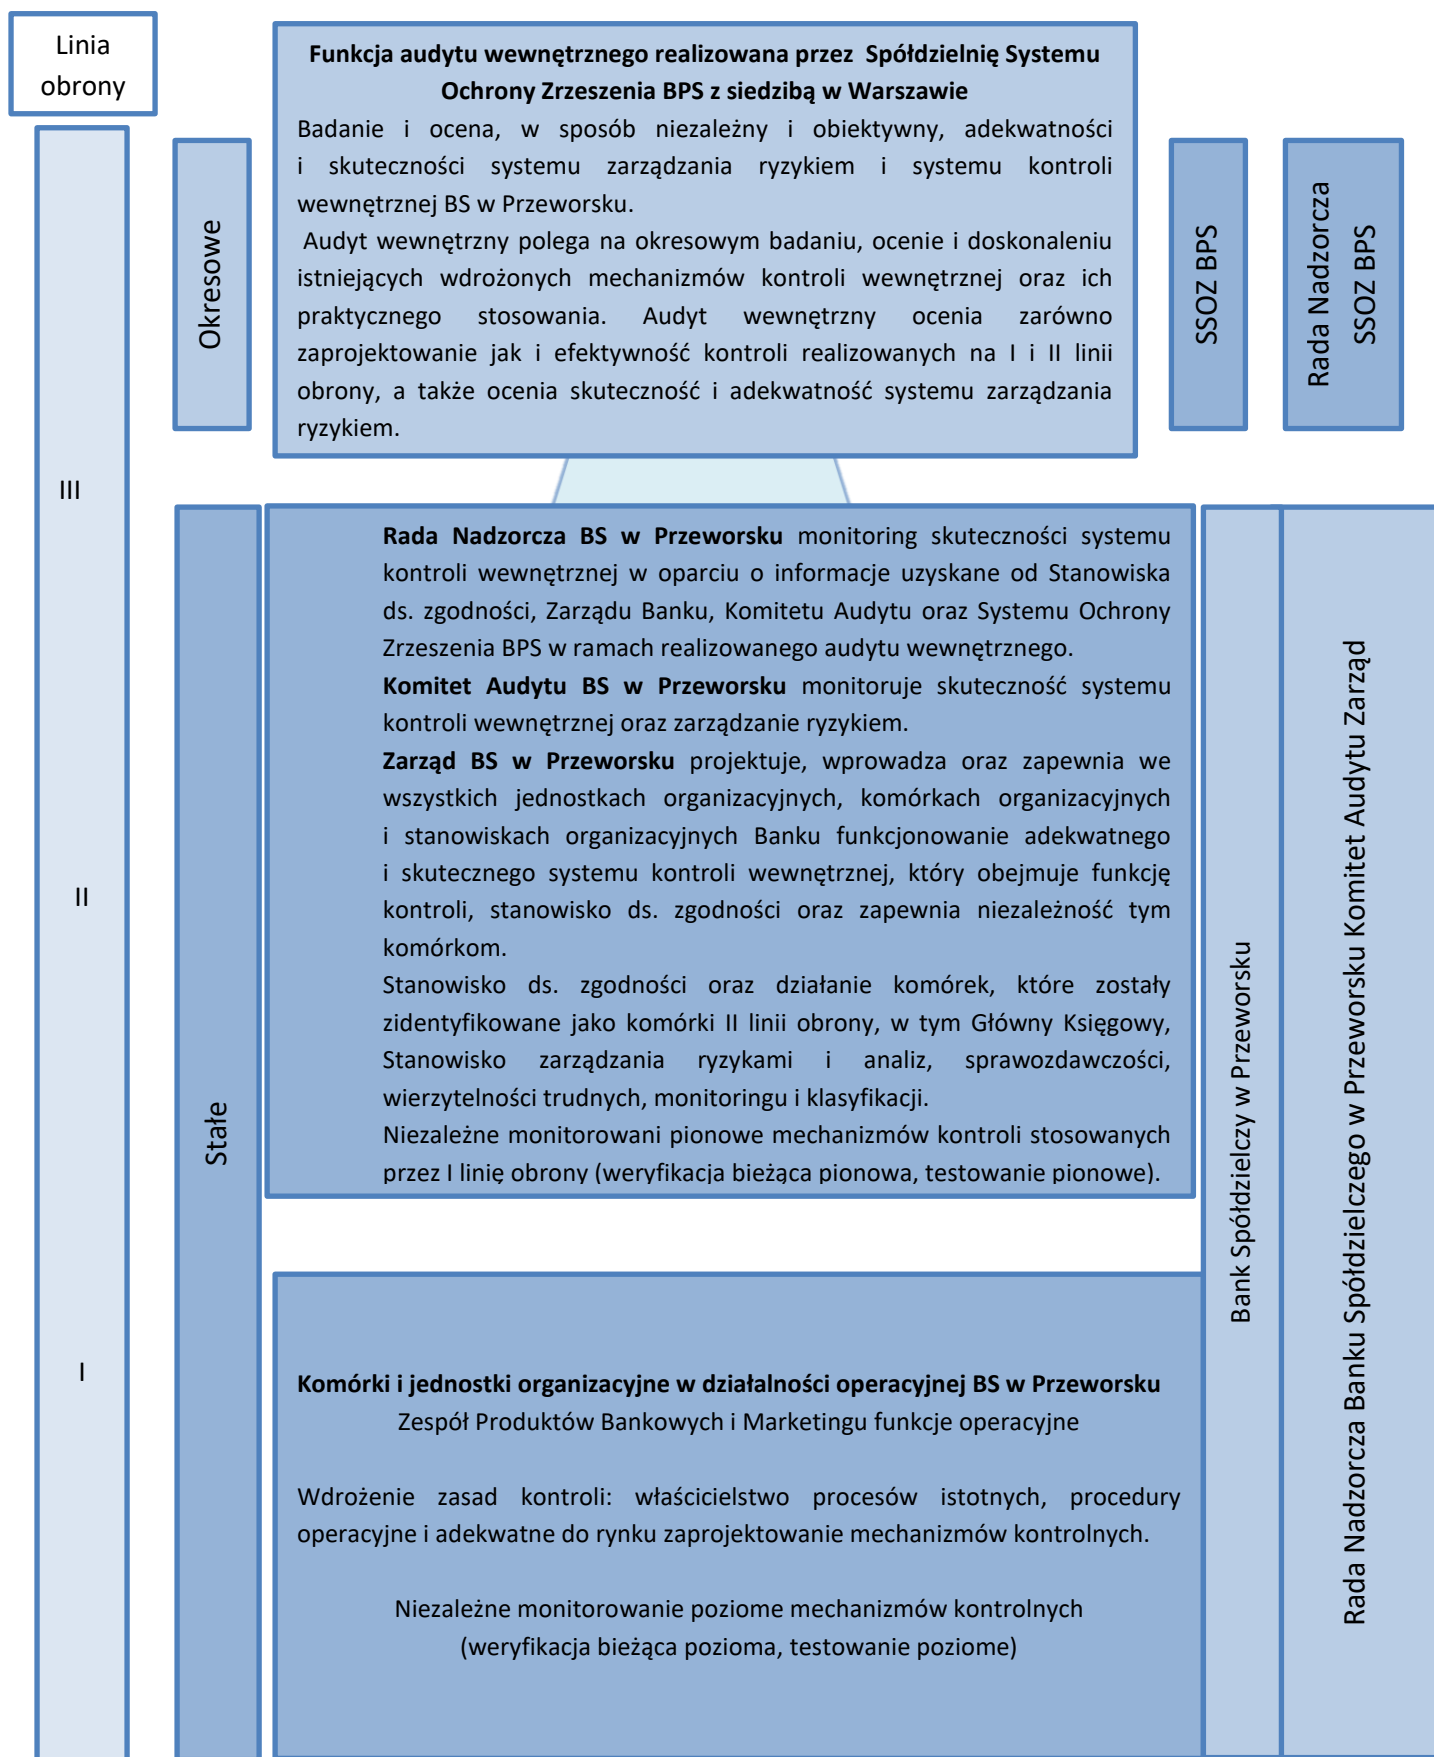 Linia
obrony
III
II
I
Okresowe
Stałe
Funkcja audytu wewnętrznego realizowana przez Spółdzielnię Systemu
Ochrony Zrzeszenia BPS z siedzibą w Warszawie
Badanie i ocena, w sposób niezależny i obiektywny, adekwatności
i skuteczności systemu zarządzania ryzykiem i systemu kontroli
wewnętrznej BS w Przeworsku.
Audyt wewnętrzny polega na okresowym badaniu, ocenie i doskonaleniu
istniejących wdrożonych mechanizmów kontroli wewnętrznej oraz ich
praktycznego stosowania. Audyt wewnętrzny ocenia zarówno
zaprojektowanie jak i efektywność kontroli realizowanych na I i II linii
obrony, a także ocenia skuteczność i adekwatność systemu zarządzania
ryzykiem.
SSOZ BPS
Rada Nadzorcza
SSOZ BPS
Rada Nadzorcza BS w Przeworsku monitoring skuteczności systemu
kontroli wewnętrznej w oparciu o informacje uzyskane od Stanowiska
ds. zgodności, Zarządu Banku, Komitetu Audytu oraz Systemu Ochrony
Zrzeszenia BPS w ramach realizowanego audytu wewnętrznego.
Komitet Audytu BS w Przeworsku monitoruje skuteczność systemu
kontroli wewnętrznej oraz zarządzanie ryzykiem.
Zarząd BS w Przeworsku projektuje, wprowadza oraz zapewnia we
wszystkich jednostkach organizacyjnych, komórkach organizacyjnych
i stanowiskach organizacyjnych Banku funkcjonowanie adekwatnego
i skutecznego systemu kontroli wewnętrznej, który obejmuje funkcję
kontroli, stanowisko ds. zgodności oraz zapewnia niezależność tym
komórkom.
Stanowisko ds. zgodności oraz działanie komórek, które zostały
zidentyfikowane jako komórki II linii obrony, w tym Główny Księgowy,
Stanowisko zarządzania ryzykami i analiz, sprawozdawczości,
wierzytelności trudnych, monitoringu i klasyfikacji.
Niezależne monitorowani pionowe mechanizmów kontroli stosowanych
przez I linię obrony (weryfikacja bieżąca pionowa, testowanie pionowe).
Komórki i jednostki organizacyjne w działalności operacyjnej BS w Przeworsku
Zespół Produktów Bankowych i Marketingu funkcje operacyjne
Wdrożenie zasad kontroli: właścicielstwo procesów istotnych, procedury
operacyjne i adekwatne do rynku zaprojektowanie mechanizmów kontrolnych.
Niezależne monitorowanie poziome mechanizmów kontrolnych
(weryfikacja bieżąca pozioma, testowanie poziome)
Bank Spółdzielczy w Przeworsku
Rada Nadzorcza Banku Spółdzielczego w Przeworsku Komitet Audytu Zarząd